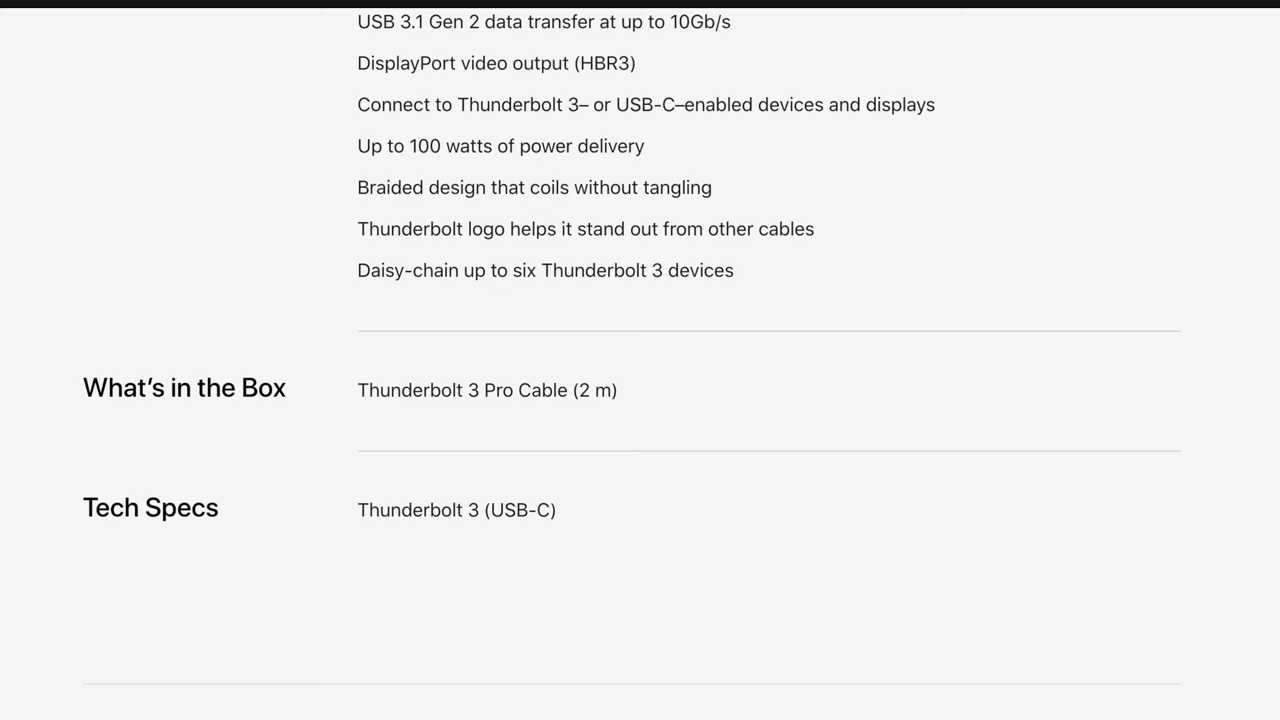 USB 3.1 Gen 2 data transfer at up to 10Gb/s
DisplayPort video output (HBR3)
Connect to Thunderbolt 3– or USB-C–enabled devices and displays
Up to 100 watts of power delivery
Braided design that coils without tangling
Thunderbolt logo helps it stand out from other cables
Daisy-chain up to six Thunderbolt 3 devices
What’s in the Box
Thunderbolt 3 Pro Cable (2 m)
Tech Specs
Thunderbolt 3 (USB-C)